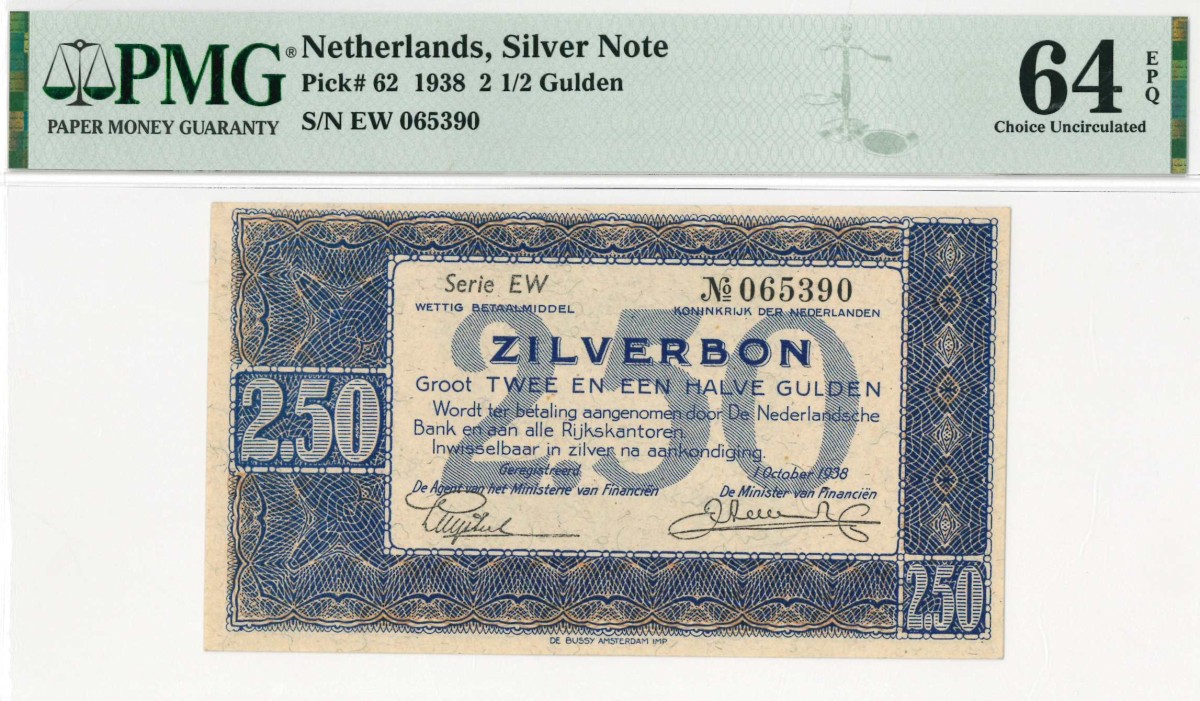 PMG® Netherlands, Silver Note
Pick# 62 1938 2 1/2 Gulden
S/N EW 065390
PAPER MONEY GUARANTY
64 EPQ
Choice Uncirculated
Serie EW
№ 065390
WETTIG BETAALMIDDEL
KONINKRIJK DER NEDERLANDEN
2.50
ZILVERBON
Groot TWEE EN EEN HALVE GULDEN
Wordt ter betaling aangenomen door De Nederlandsche
Bank en aan alle Rijkskantoren.
Inwisselbaar in zilver na aankondiging.
Geregistreerd
1 October 1938
De Agent van het Ministerie van Financiën
De Minister van Financiën
2.50
2.50
DE BUSSY AMSTERDAM IMP